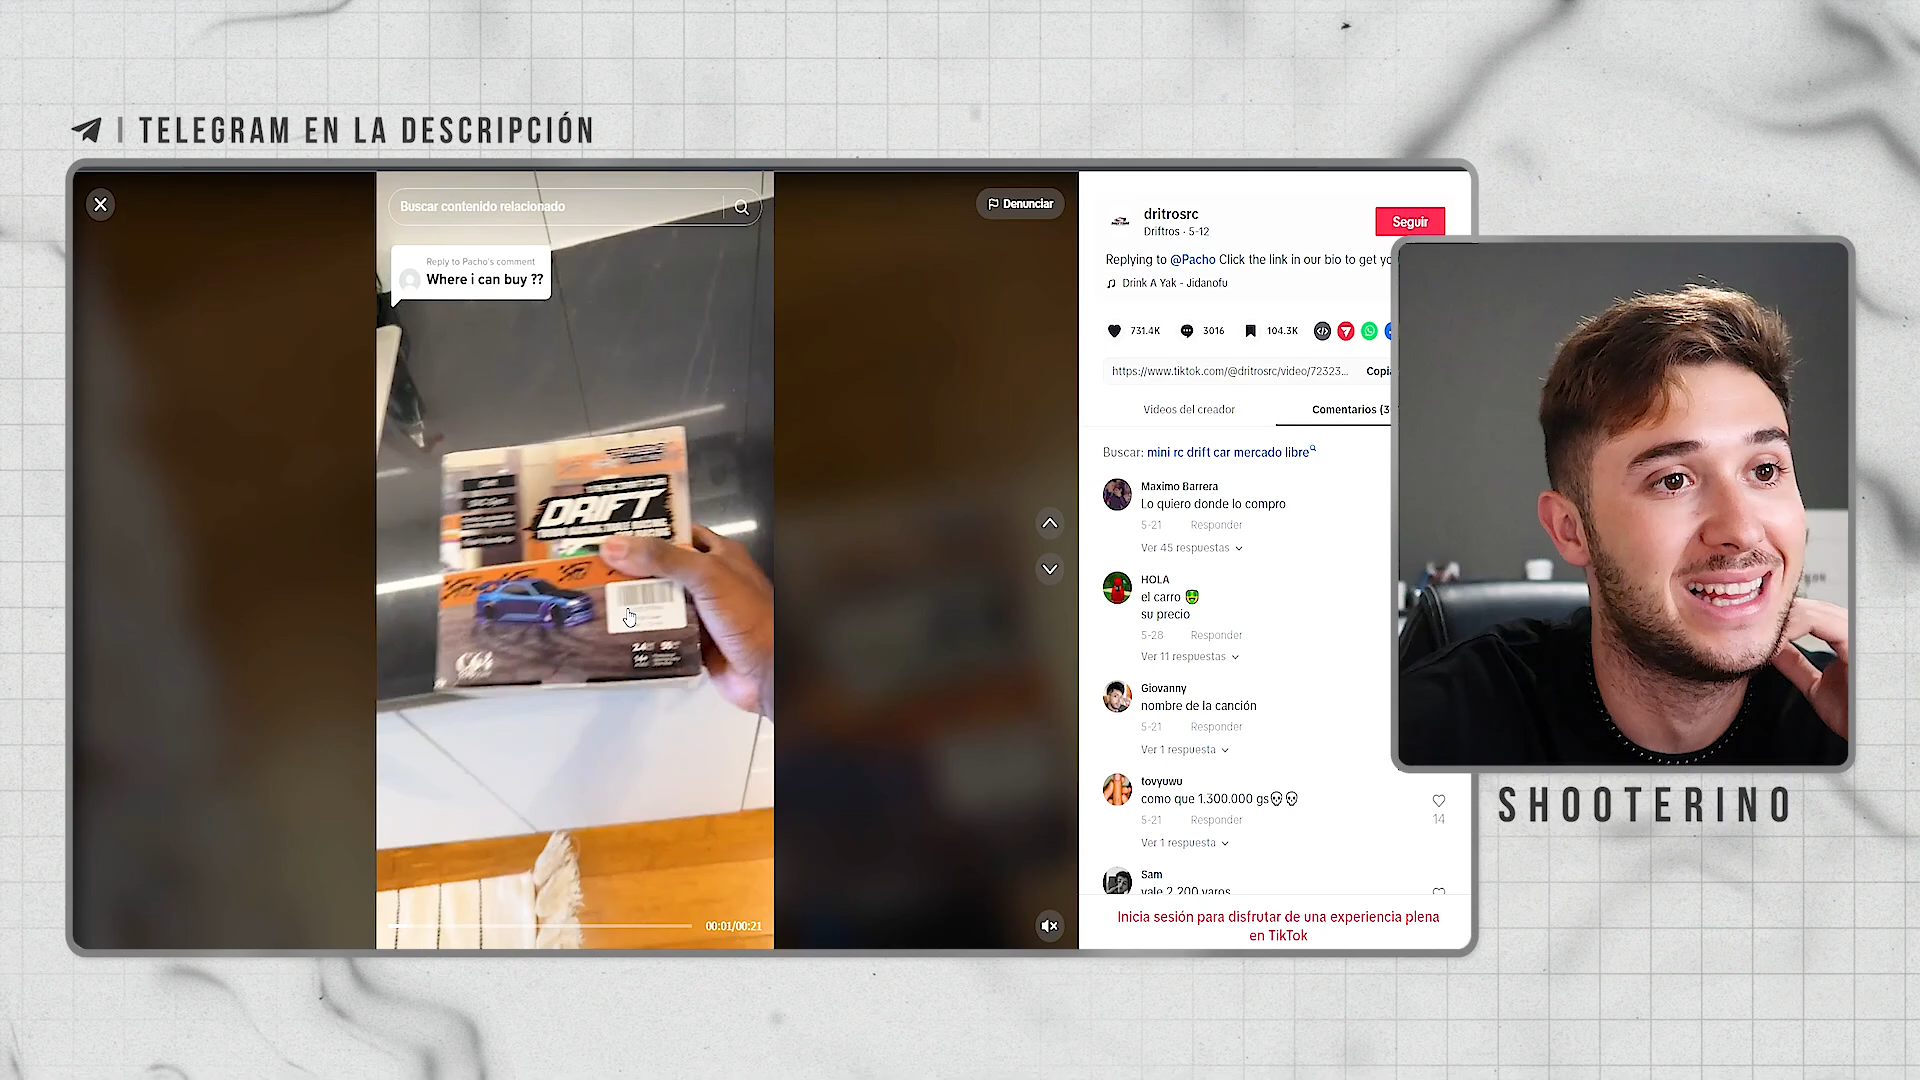 | TELEGRAM EN LA DESCRIPCIÓN
Buscar contenido relacionado
Denunciar
Reply to Pacho's comment
Where i can buy ??
DRIFT
00:01/00:21
dritrosrc
Driftros · 5-12
Seguir
Replying to @Pacho Click the link in our bio to get yo
Drink A Yak - Jidanofu
731.4K
3016
104.3K
https://www.tiktok.com/@dritrosrc/video/72323...
Copia
Videos del creador
Comentarios (3
Buscar: mini rc drift car mercado libre
Maximo Barrera
Lo quiero donde lo compro
5-21 Responder
Ver 45 respuestas
HOLA
el carro 🤑
su precio
5-28 Responder
Ver 11 respuestas
Giovanny
nombre de la canción
5-21 Responder
Ver 1 respuesta
tovyuwu
como que 1.300.000 gs💀💀
5-21 Responder
14
Ver 1 respuesta
Sam
vale 2,200 varos
Inicia sesión para disfrutar de una experiencia plena
en TikTok
SHOOTERINO